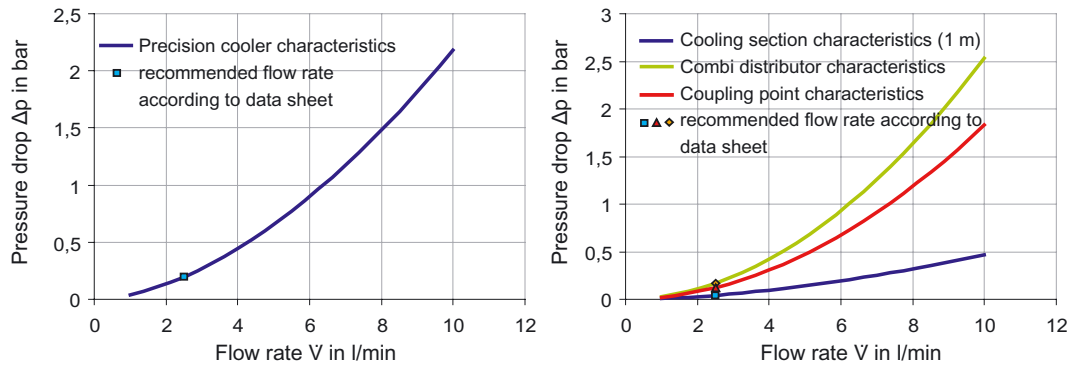 2,5
2
1,5
1
0,5
0
0 2 4 6 8 10 12
Pressure drop Δp in bar
Flow rate V̇ in l/min
Precision cooler characteristics
recommended flow rate
according to data sheet
3
2,5
2
1,5
1
0,5
0
0 2 4 6 8 10 12
Pressure drop Δp in bar
Flow rate V̇ in l/min
Cooling section characteristics (1 m)
Combi distributor characteristics
Coupling point characteristics
recommended flow rate according to
data sheet